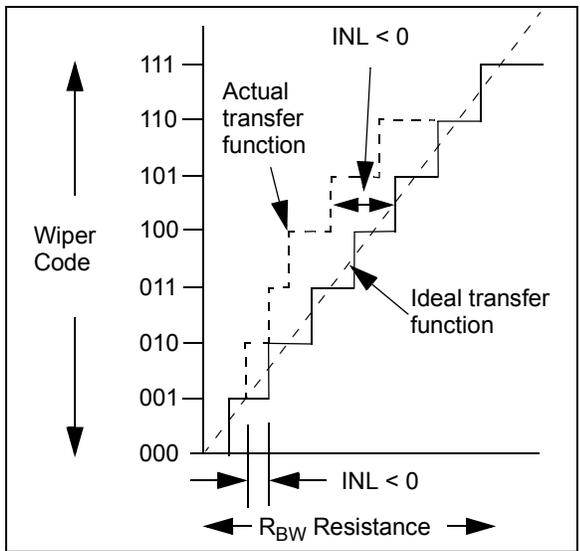 INL < 0
111
Actual
transfer
function
110
101
Wiper
Code
100
011
Ideal transfer
function
010
001
000
INL < 0
RBW Resistance